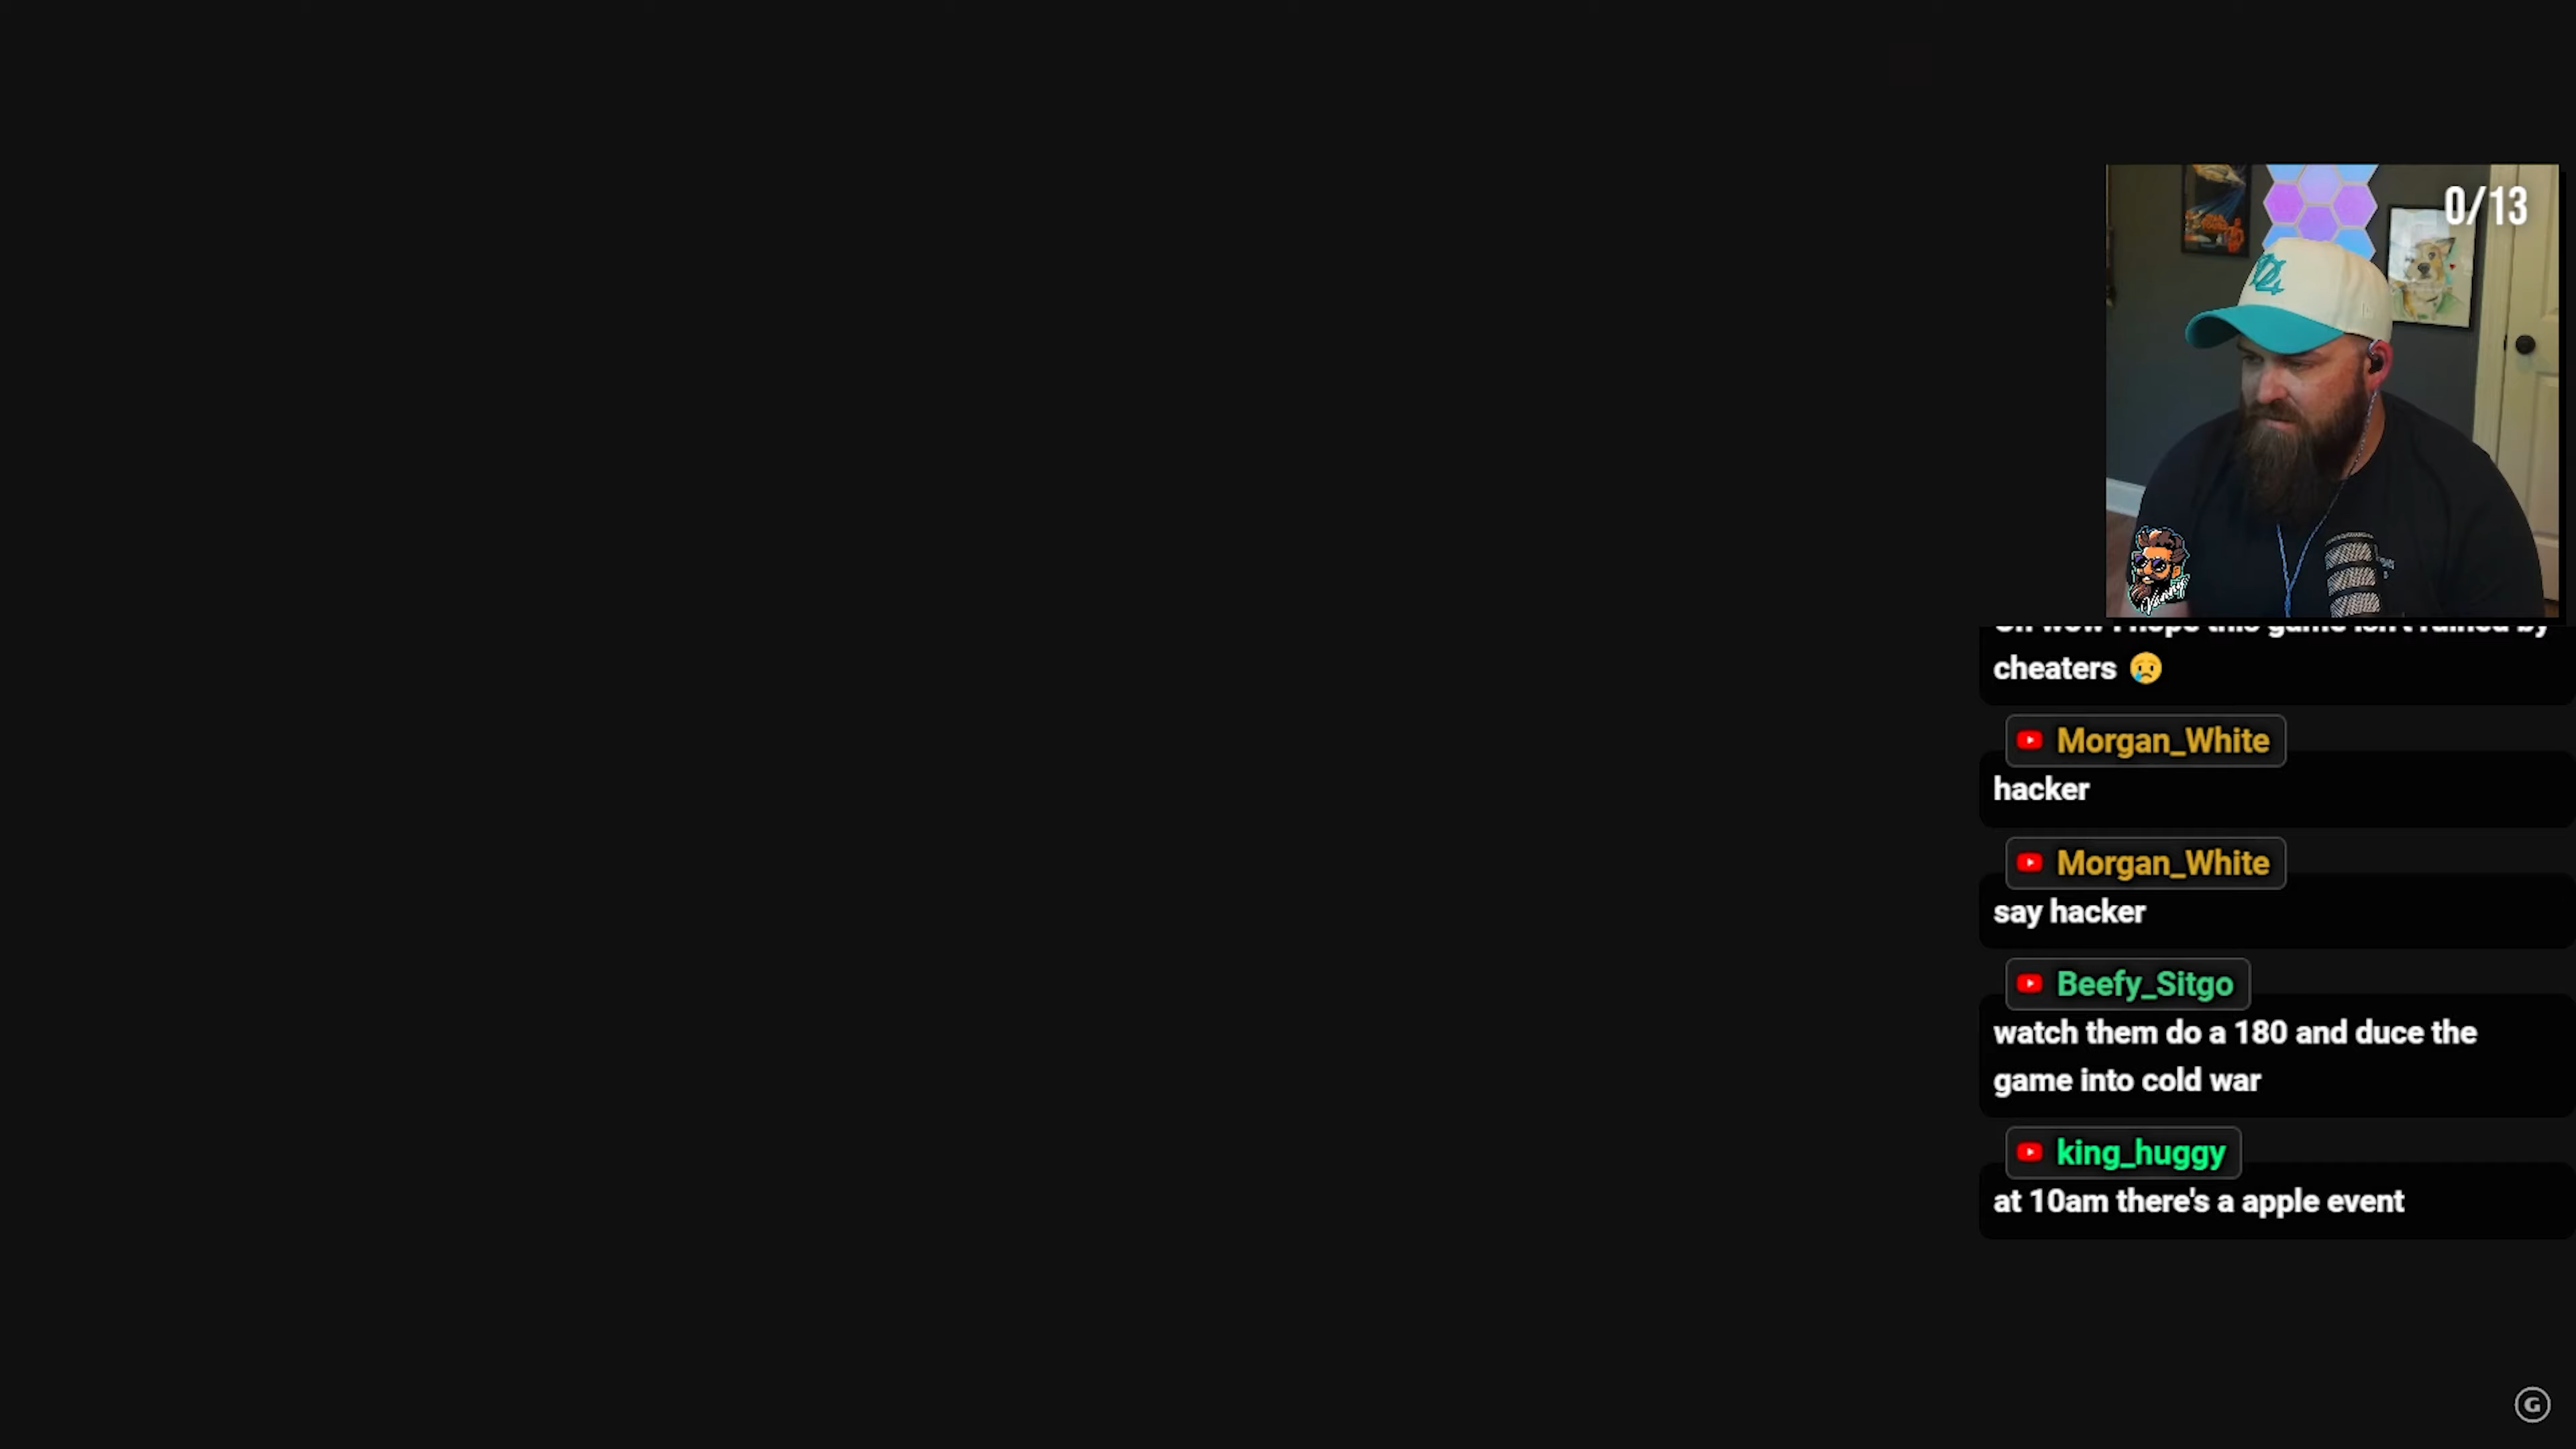 0/13
cheaters 😥
Morgan_White
hacker
Morgan_White
say hacker
Beefy_Sitgo
watch them do a 180 and duce the
game into cold war
king_huggy
at 10am there's a apple event
G